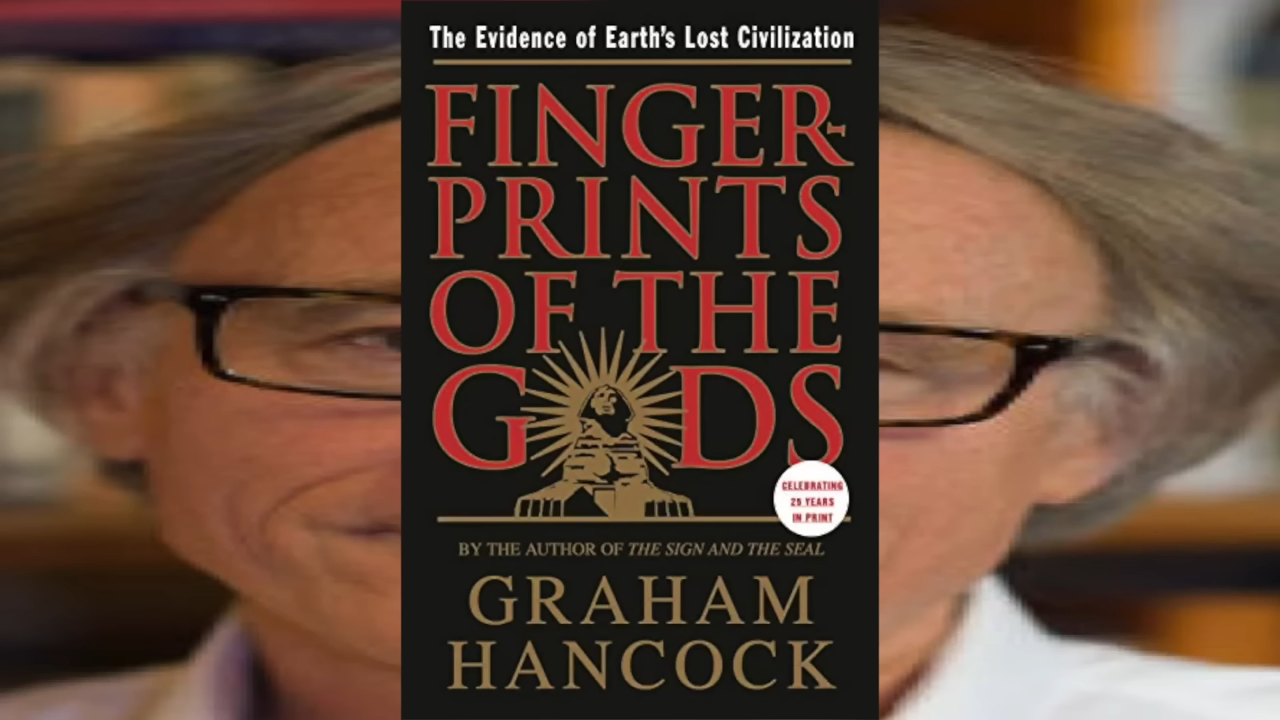 The Evidence of Earth's Lost Civilization
FINGER-
PRINTS
OF THE
GODS
CELEBRATING
25 YEARS
IN PRINT
BY THE AUTHOR OF THE SIGN AND THE SEAL
GRAHAM
HANCOCK